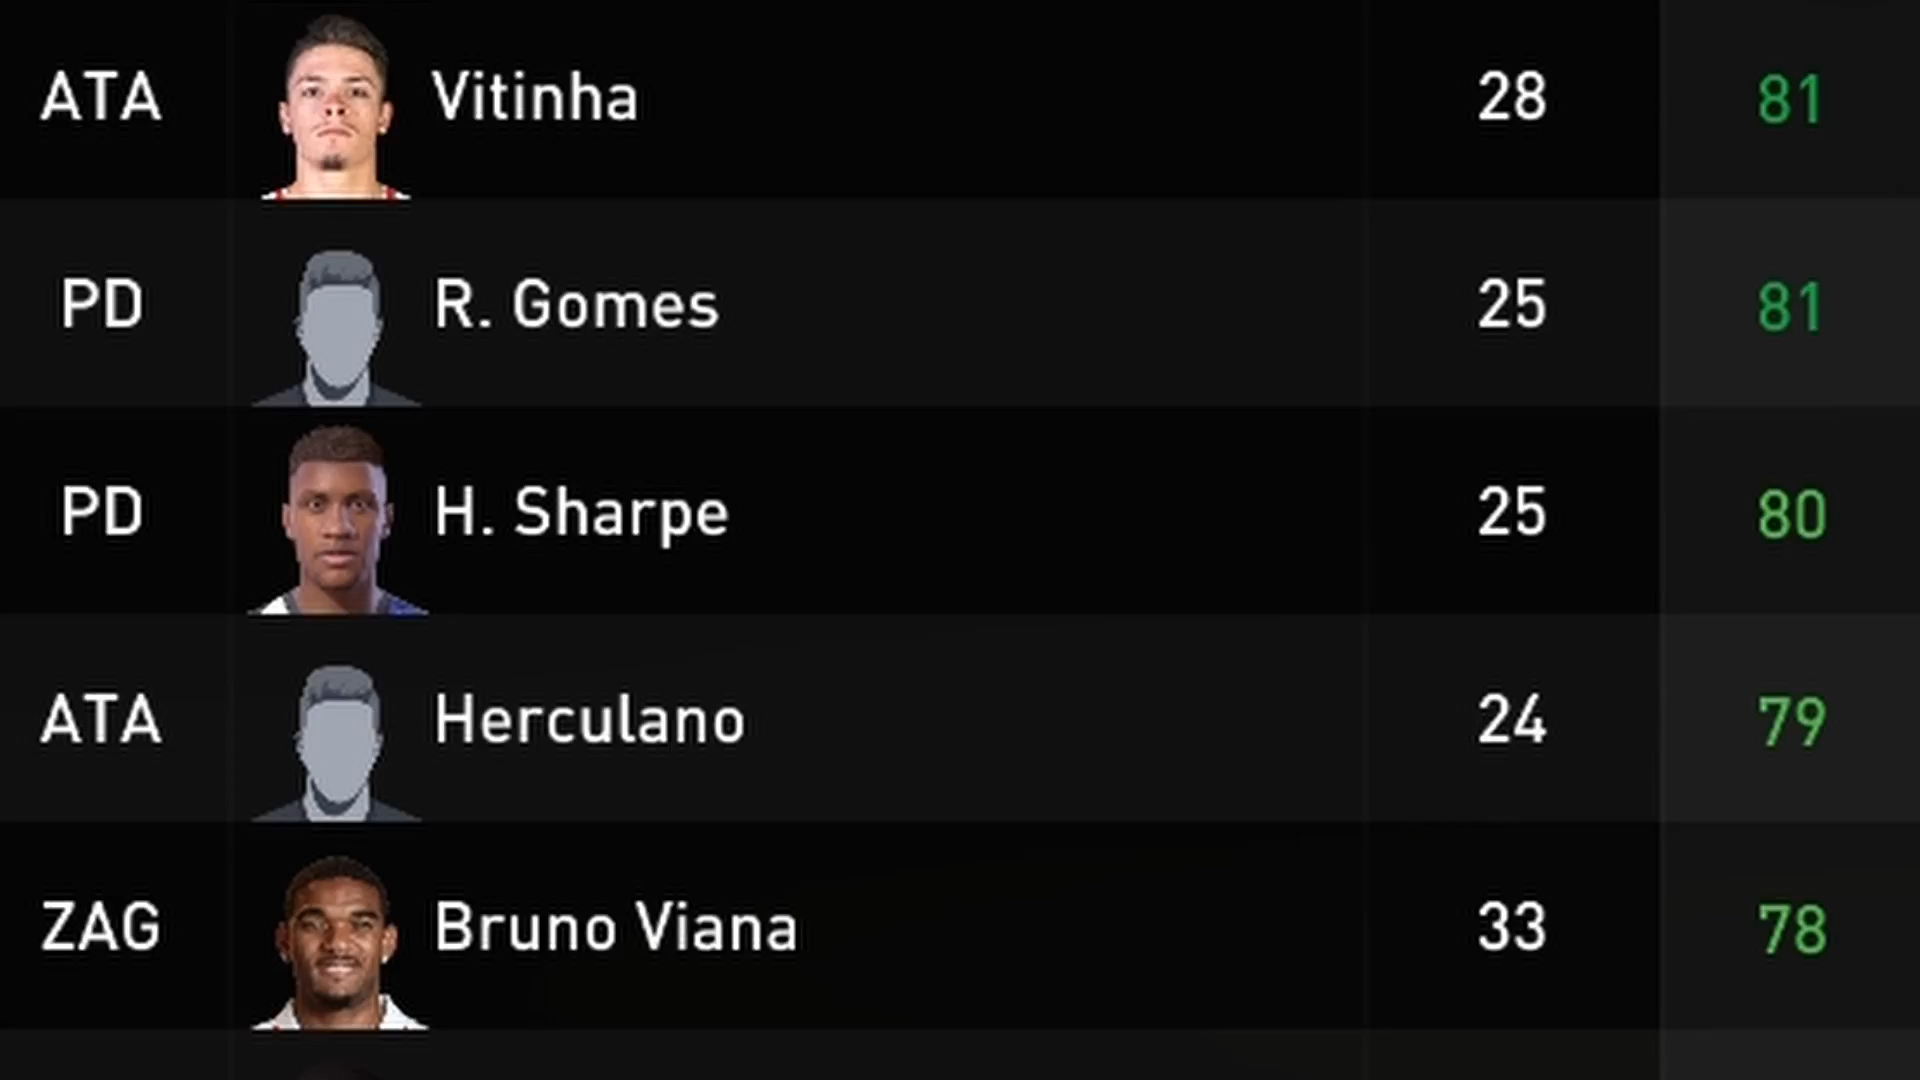 ATA Vitinha 28 81
PD R. Gomes 25 81
PD H. Sharpe 25 80
ATA Herculano 24 79
ZAG Bruno Viana 33 78